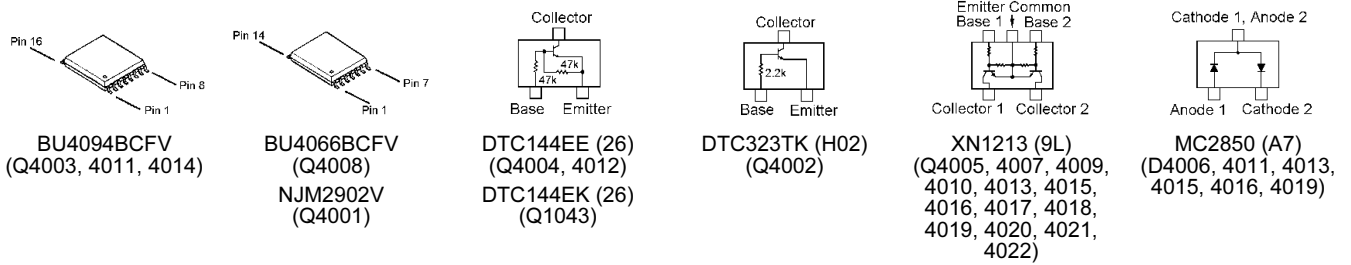 Pin 16
Pin 8
Pin 1
BU4094BCFV
(Q4003, 4011, 4014)
Pin 14
Pin 7
Pin 1
BU4066BCFV
(Q4008)
NJM2902V
(Q4001)
Collector
47k
47k
Base Emitter
DTC144EE (26)
(Q4004, 4012)
DTC144EK (26)
(Q1043)
Collector
2.2k
Base Emitter
DTC323TK (H02)
(Q4002)
Emitter Common
Base 1 Base 2
Collector 1 Collector 2
XN1213 (9L)
(Q4005, 4007, 4009,
4010, 4013, 4015,
4016, 4017, 4018,
4019, 4020, 4021,
4022)
Cathode 1, Anode 2
Anode 1 Cathode 2
MC2850 (A7)
(D4006, 4011, 4013,
4015, 4016, 4019)